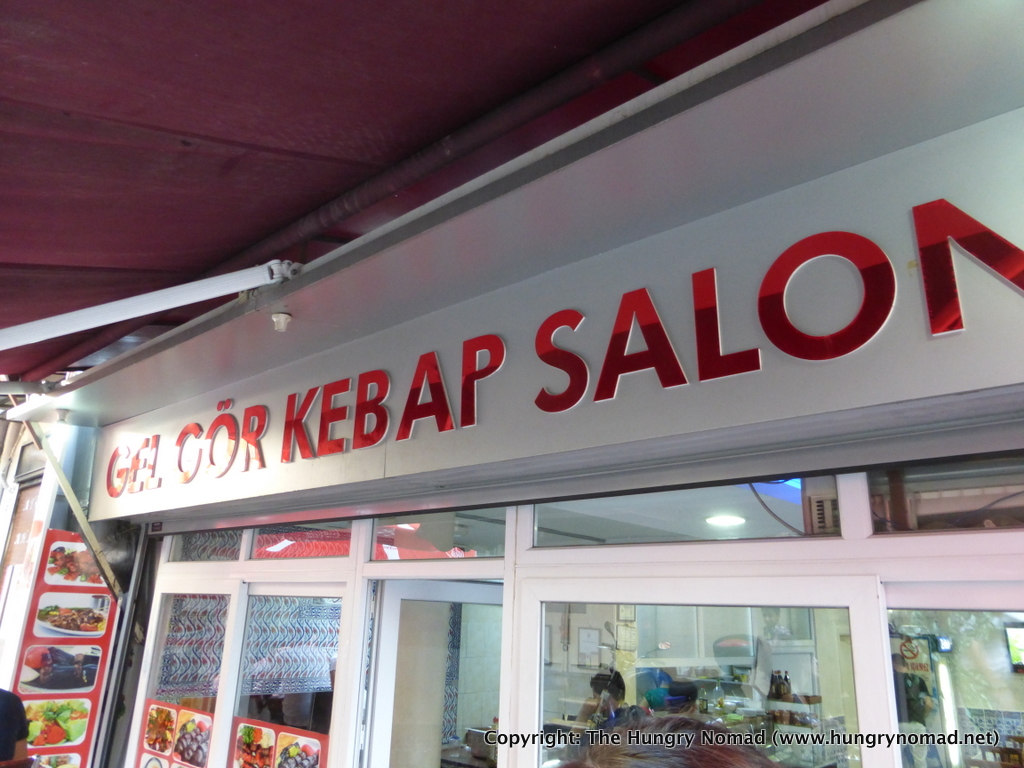 GEL GÖR KEBAP SALON
Copyright: The Hungry Nomad (www.hungrynomad.net)